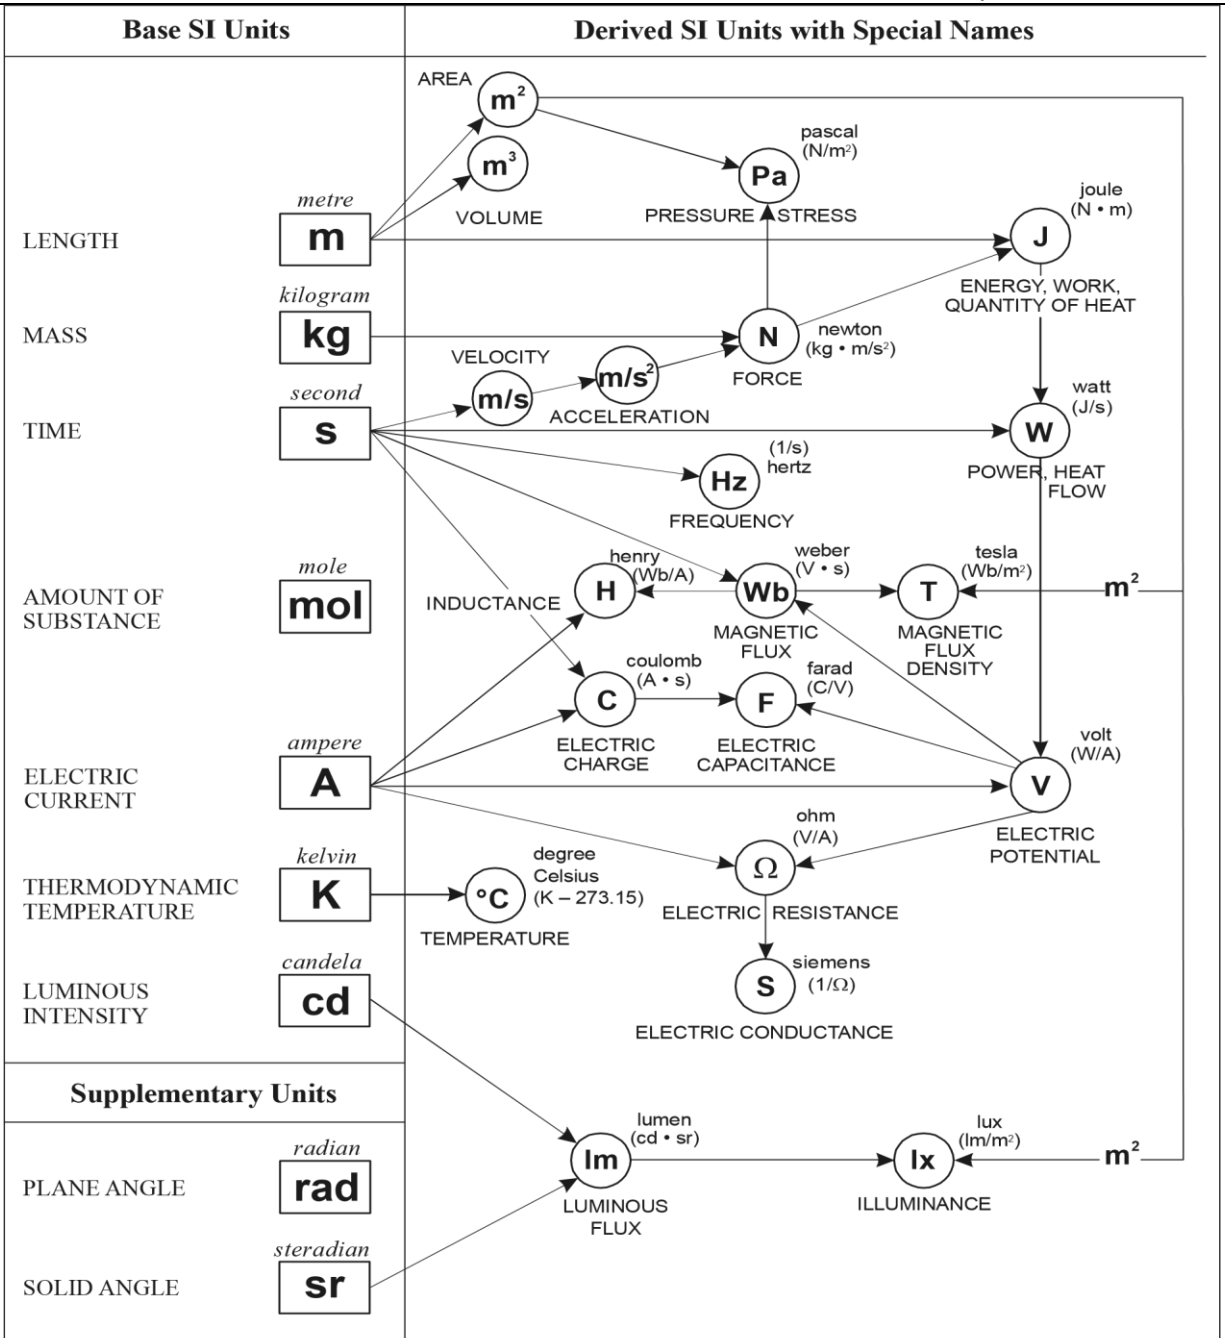 Base SI Units
Derived SI Units with Special Names
AREA
m²
m³
VOLUME
pascal
(N/m²)
Pa
PRESSURE STRESS
LENGTH
metre
m
joule
(N • m)
J
ENERGY, WORK,
QUANTITY OF HEAT
MASS
kilogram
kg
N
newton
(kg • m/s²)
FORCE
VELOCITY
m/s
m/s²
ACCELERATION
TIME
second
s
watt
(J/s)
W
POWER, HEAT
FLOW
(1/s)
hertz
Hz
FREQUENCY
AMOUNT OF
SUBSTANCE
mole
mol
INDUCTANCE
henry
(Wb/A)
H
weber
(V • s)
Wb
MAGNETIC
FLUX
tesla
(Wb/m²)
T
MAGNETIC
FLUX
DENSITY
m²
coulomb
(A • s)
C
ELECTRIC
CHARGE
farad
(C/V)
F
ELECTRIC
CAPACITANCE
ELECTRIC
CURRENT
ampere
A
volt
(W/A)
V
ELECTRIC
POTENTIAL
ohm
(V/A)
Ω
ELECTRIC RESISTANCE
THERMODYNAMIC
TEMPERATURE
kelvin
K
degree
Celsius
(K – 273.15)
°C
TEMPERATURE
siemens
(1/Ω)
S
ELECTRIC CONDUCTANCE
LUMINOUS
INTENSITY
candela
cd
Supplementary Units
lumen
(cd • sr)
lm
LUMINOUS
FLUX
lux
(lm/m²)
lx
ILLUMINANCE
m²
PLANE ANGLE
radian
rad
SOLID ANGLE
steradian
sr